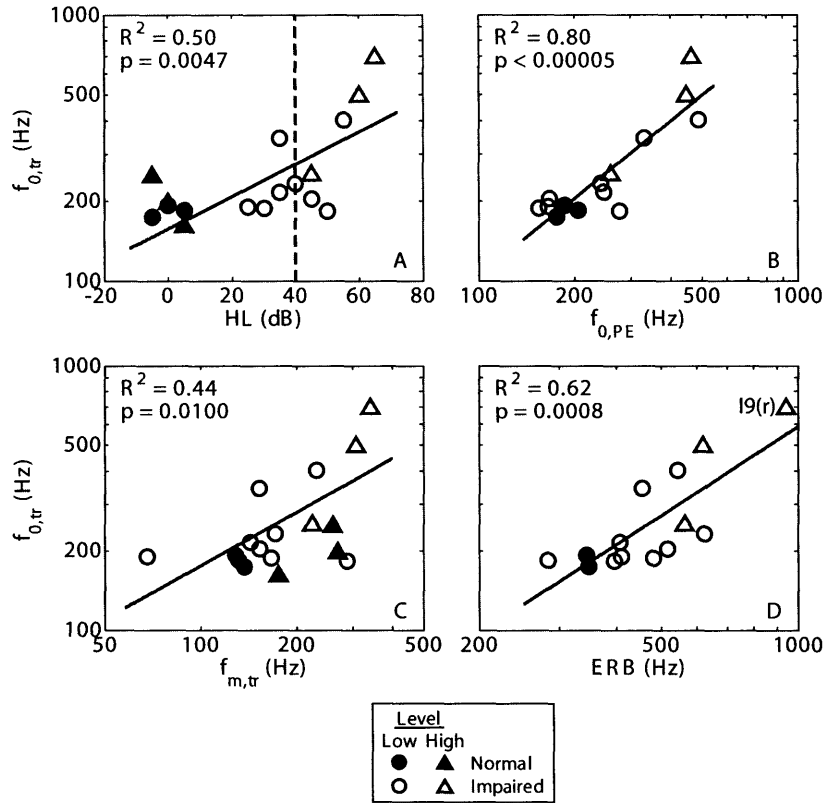 1000
500
200
100
f0,tr (Hz)
R2 = 0.50
p = 0.0047
A
-20 0 20 40 60 80
HL (dB)
R2 = 0.80
p < 0.00005
B
100 200 500 1000
f0,PE (Hz)
1000
500
200
100
f0,tr (Hz)
R2 = 0.44
p = 0.0100
C
50 100 200 500
fm,tr (Hz)
R2 = 0.62
p = 0.0008
I9(r)
D
200 500 1000
ERB (Hz)
Level
Low High
Normal
Impaired